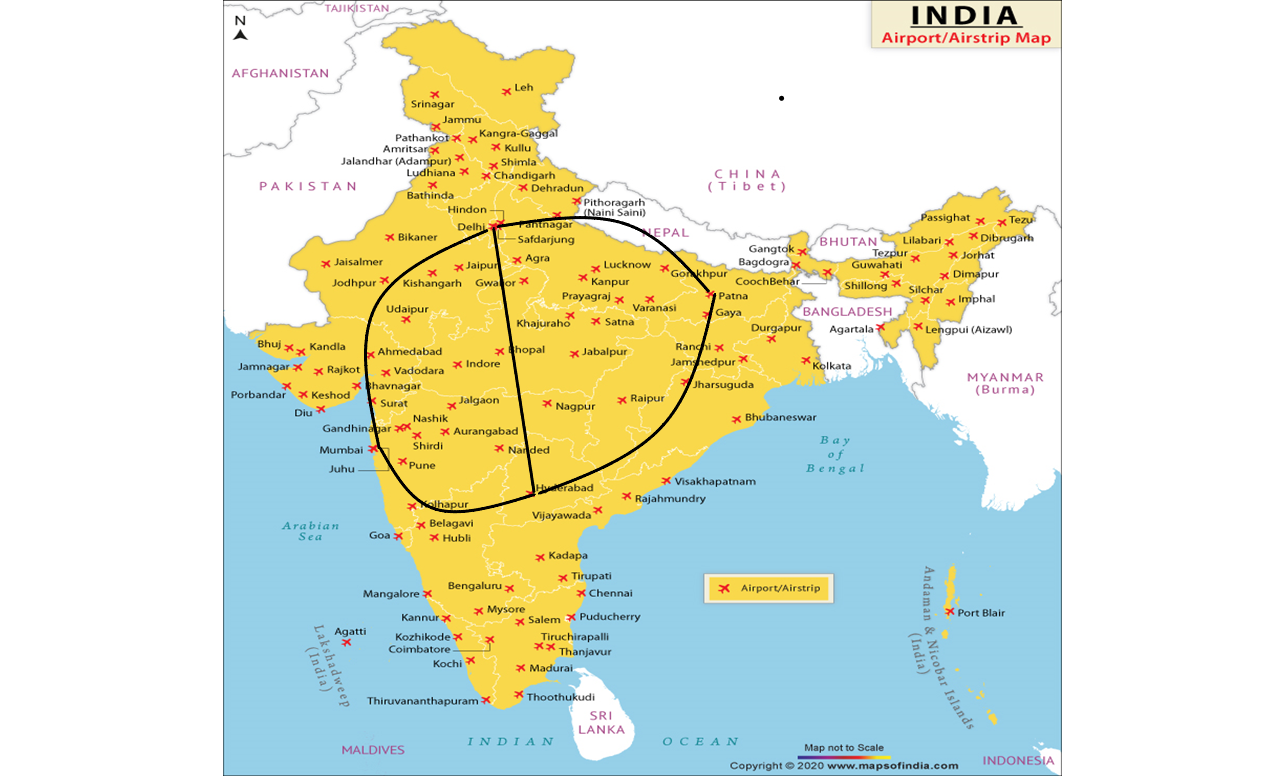 TAJIKISTAN
N
INDIA
Airport/Airstrip Map
AFGHANISTAN
Leh
Srinagar
Jammu
Pathankot
Kangra-Gaggal
Amritsar
Kullu
Jalandhar (Adampur)
Shimla
Ludhiana
Chandigarh
CHINA
(Tibet)
PAKISTAN
Bathinda
Dehradun
Pithoragarh
(Naini Saini)
Hindon
Delhi
Pantnagar
Safdarjung
NEPAL
Passighat
Tezu
Bikaner
Lilabari
Dibrugarh
BHUTAN
Gangtok
Bagdogra
Tezpur
Jorhat
Jaisalmer
Jaipur
Agra
Lucknow
Gorakhpur
Guwahati
Dimapur
Jodhpur
Kishangarh
Gwalior
Kanpur
CoochBehar
Shillong
Silchar
Imphal
Prayagraj
Varanasi
Patna
Udaipur
Khajuraho
Satna
Gaya
BANGLADESH
Durgapur
Agartala
Lengpui (Aizawl)
Bhuj
Kandla
Ahmedabad
Bhopal
Jabalpur
Ranchi
Jamshedpur
Kolkata
Jamnagar
Rajkot
Vadodara
Indore
MYANMAR
(Burma)
Porbandar
Keshod
Bhavnagar
Jharsuguda
Diu
Surat
Jalgaon
Nagpur
Raipur
Gandhinagar
Nashik
Aurangabad
Bhubaneswar
Mumbai
Shirdi
Nanded
Bay
of
Bengal
Juhu
Pune
Hyderabad
Visakhapatnam
Kolhapur
Rajahmundry
Vijayawada
Arabian
Sea
Belagavi
Goa
Hubli
Kadapa
Tirupati
Bengaluru
Airport/Airstrip
Mangalore
Chennai
Mysore
Kannur
Salem
Puducherry
Port Blair
Andaman & Nicobar Islands
(India)
Agatti
Kozhikode
Tiruchirapalli
Coimbatore
Thanjavur
Lakshadweep
(India)
Kochi
Madurai
Thiruvananthapuram
Thoothukudi
SRI
LANKA
MALDIVES
INDIAN OCEAN
Map not to Scale
INDONESIA
Copyright © 2020 www.mapsofindia.com